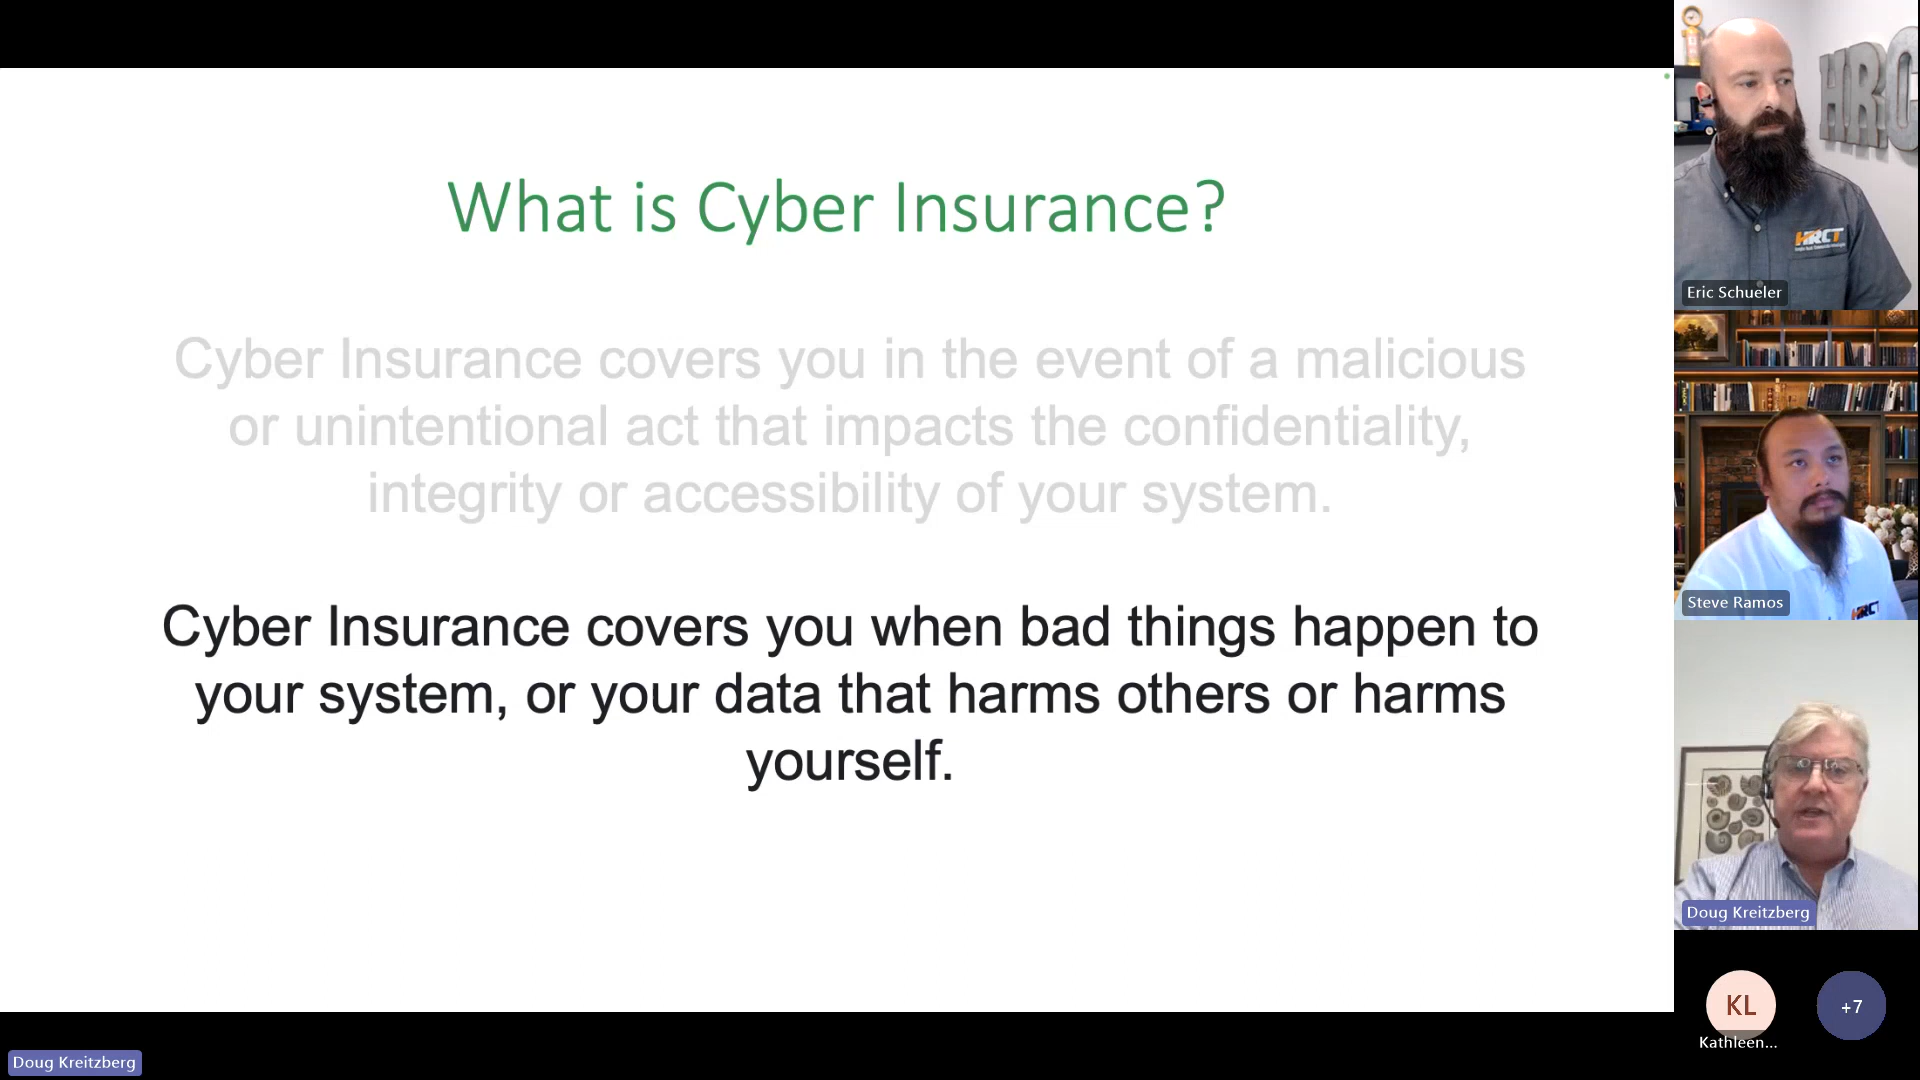 What is Cyber Insurance?
Cyber Insurance covers you in the event of a malicious
or unintentional act that impacts the confidentiality,
integrity or accessibility of your system.
Cyber Insurance covers you when bad things happen to
your system, or your data that harms others or harms
yourself.
HRC
HRCT
Eric Schueler
HRCT
Steve Ramos
Doug Kreitzberg
KL
+7
Kathleen...
Doug Kreitzberg